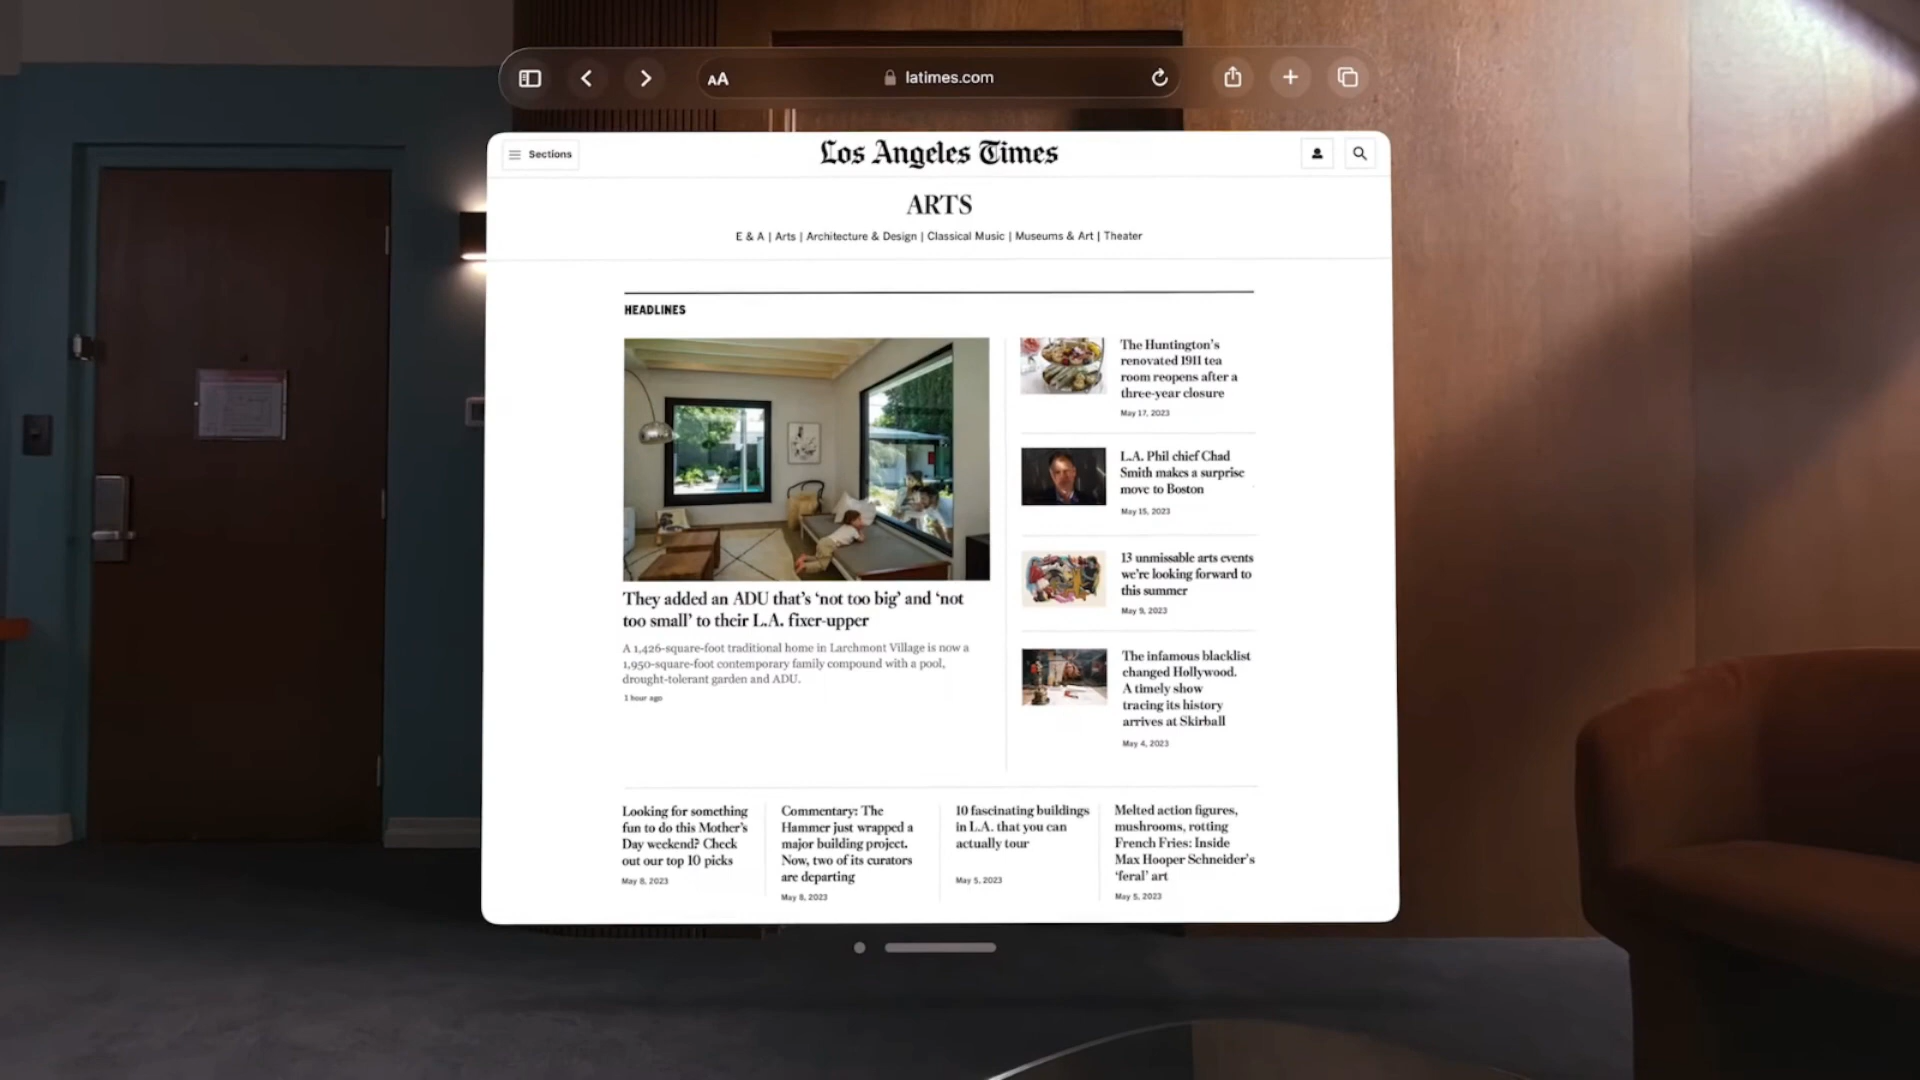 AA
latimes.com
Sections
Los Angeles Times
ARTS
E & A | Arts | Architecture & Design | Classical Music | Museums & Art | Theater
HEADLINES
They added an ADU that's ‘not too big’ and ‘not
too small’ to their L.A. fixer-upper
A 1,426-square-foot traditional home in Larchmont Village is now a
1,950-square-foot contemporary family compound with a pool,
drought-tolerant garden and ADU.
1 hour ago
The Huntington's
renovated 1911 tea
room reopens after a
three-year closure
May 17, 2023
L.A. Phil chief Chad
Smith makes a surprise
move to Boston
May 15, 2023
13 unmissable arts events
we're looking forward to
this summer
May 9, 2023
The infamous blacklist
changed Hollywood.
A timely show
tracing its history
arrives at Skirball
May 4, 2023
Looking for something
fun to do this Mother's
Day weekend? Check
out our top 10 picks
May 8, 2023
Commentary: The
Hammer just wrapped a
major building project.
Now, two of its curators
are departing
May 8, 2023
10 fascinating buildings
in L.A. that you can
actually tour
May 5, 2023
Melted action figures,
mushrooms, rotting
French Fries: Inside
Max Hooper Schneider's
‘feral’ art
May 5, 2023